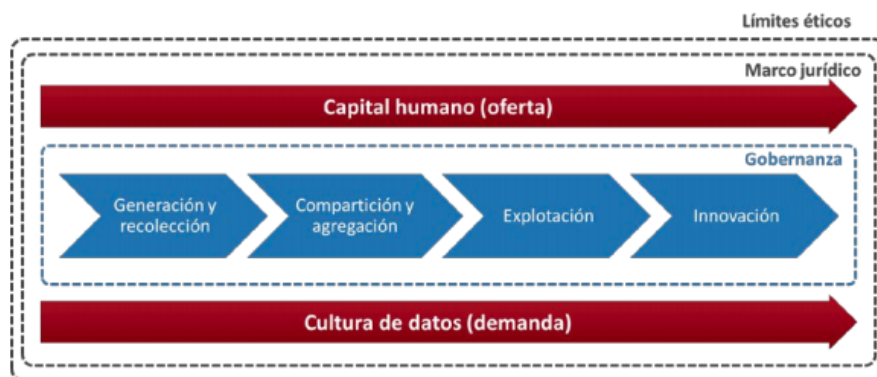 Límites éticos
Marco jurídico
Capital humano (oferta)
Gobernanza
Generación y
recolección
Compartición y
agregación
Explotación
Innovación
Cultura de datos (demanda)